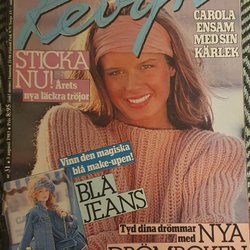 CAROLA
ENSAM
MED SIN
KÄRLEK
STICKA
NU! Årets
nya läckra tröjor
Vinn den magiska
blå make-upen!
BLÅ
JEANS
Tyd dina drömmar
med NYA